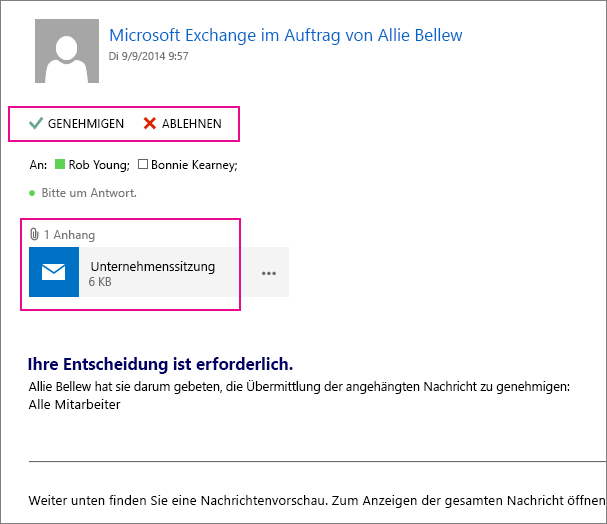 Microsoft Exchange im Auftrag von Allie Bellew
Di 9/9/2014 9:57
GENEHMIGEN ABLEHNEN
An: Rob Young; Bonnie Kearney;
Bitte um Antwort.
1 Anhang
Unternehmenssitzung
6 KB
Ihre Entscheidung ist erforderlich.
Allie Bellew hat sie darum gebeten, die Übermittlung der angehängten Nachricht zu genehmigen:
Alle Mitarbeiter
Weiter unten finden Sie eine Nachrichtenvorschau. Zum Anzeigen der gesamten Nachricht öffnen